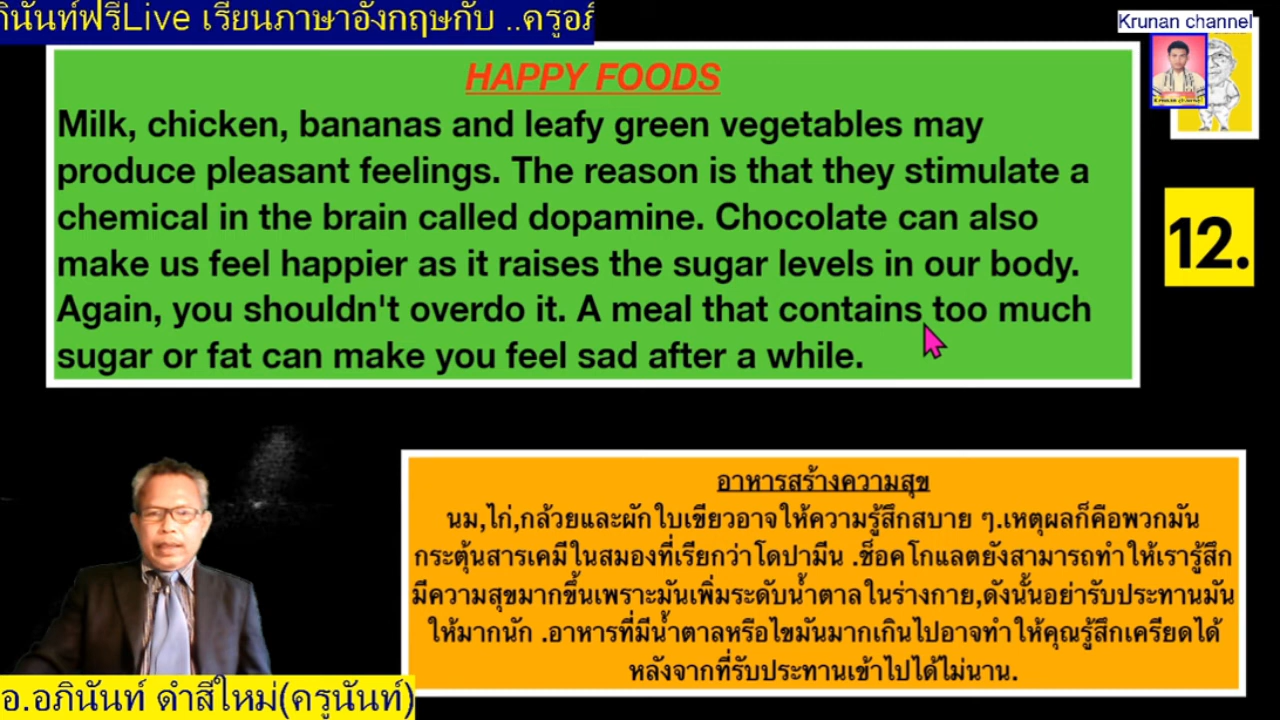 ภินันท์ฟรีLive เรียนภาษาอังกฤษกับ ..ครูอภิ
Krunan channel
HAPPY FOODS
Milk, chicken, bananas and leafy green vegetables may
produce pleasant feelings. The reason is that they stimulate a
chemical in the brain called dopamine. Chocolate can also
make us feel happier as it raises the sugar levels in our body.
Again, you shouldn't overdo it. A meal that contains too much
sugar or fat can make you feel sad after a while.
12.
อาหารสร้างความสุข
นม,ไก่,กล้วยและผักใบเขียวอาจให้ความรู้สึกสบาย ๆ.เหตุผลก็คือพวกมัน
กระตุ้นสารเคมีในสมองที่เรียกว่าโดปามีน .ช็อคโกแลตยังสามารถทำให้เรารู้สึก
มีความสุขมากขึ้นเพราะมันเพิ่มระดับน้ำตาลในร่างกาย,ดังนั้นอย่ารับประทานมัน
ให้มากนัก .อาหารที่มีน้ำตาลหรือไขมันมากเกินไปอาจทำให้คุณรู้สึกเครียดได้
หลังจากที่รับประทานเข้าไปได้ไม่นาน.
อ.อภินันท์ ดำสีใหม่(ครูนันท์)